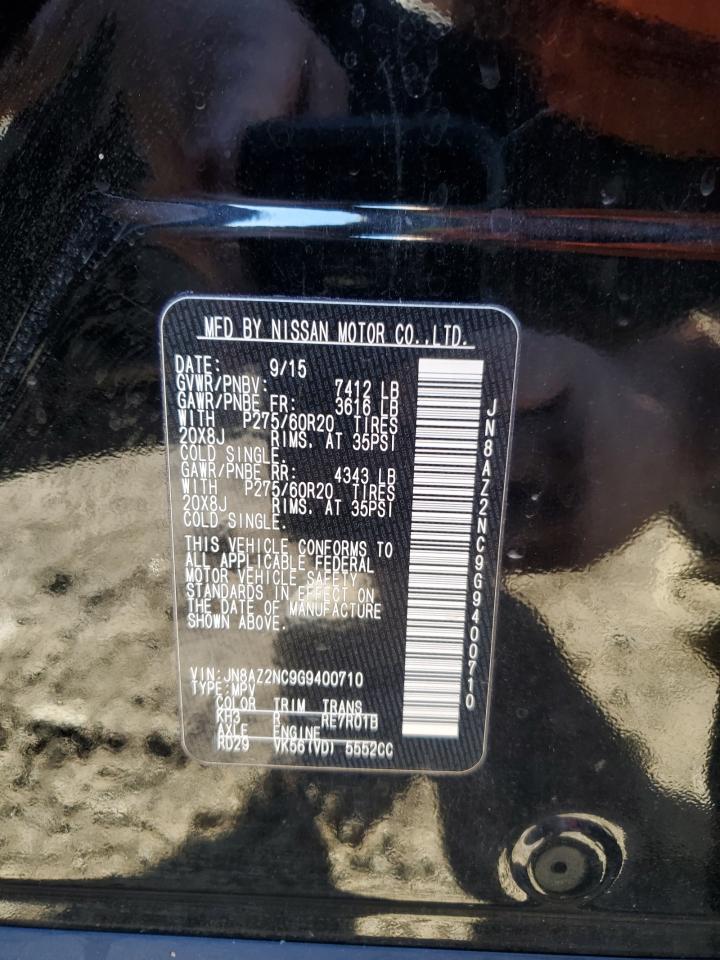 MFD BY NISSAN MOTOR CO.,LTD.
DATE: 9/15
GVWR/PNBV: 7412 LB
GAWR/PNBE FR: 3616 LB
WITH P275/60R20 TIRES
20X8J RIMS, AT 35PSI
COLD SINGLE.
GAWR/PNBE RR: 4343 LB
WITH P275/60R20 TIRES
20X8J RIMS, AT 35PSI
COLD SINGLE.
THIS VEHICLE CONFORMS TO
ALL APPLICABLE FEDERAL
MOTOR VEHICLE SAFETY
STANDARDS IN EFFECT ON
THE DATE OF MANUFACTURE
SHOWN ABOVE.
VIN:JN8AZ2NC9G9400710
TYPE:MPV
COLOR TRIM TRANS
KH3 R RE7R01B
AXLE ENGINE
RD29 VK56(VD) 5552CC
JN8AZ2NC9G9400710